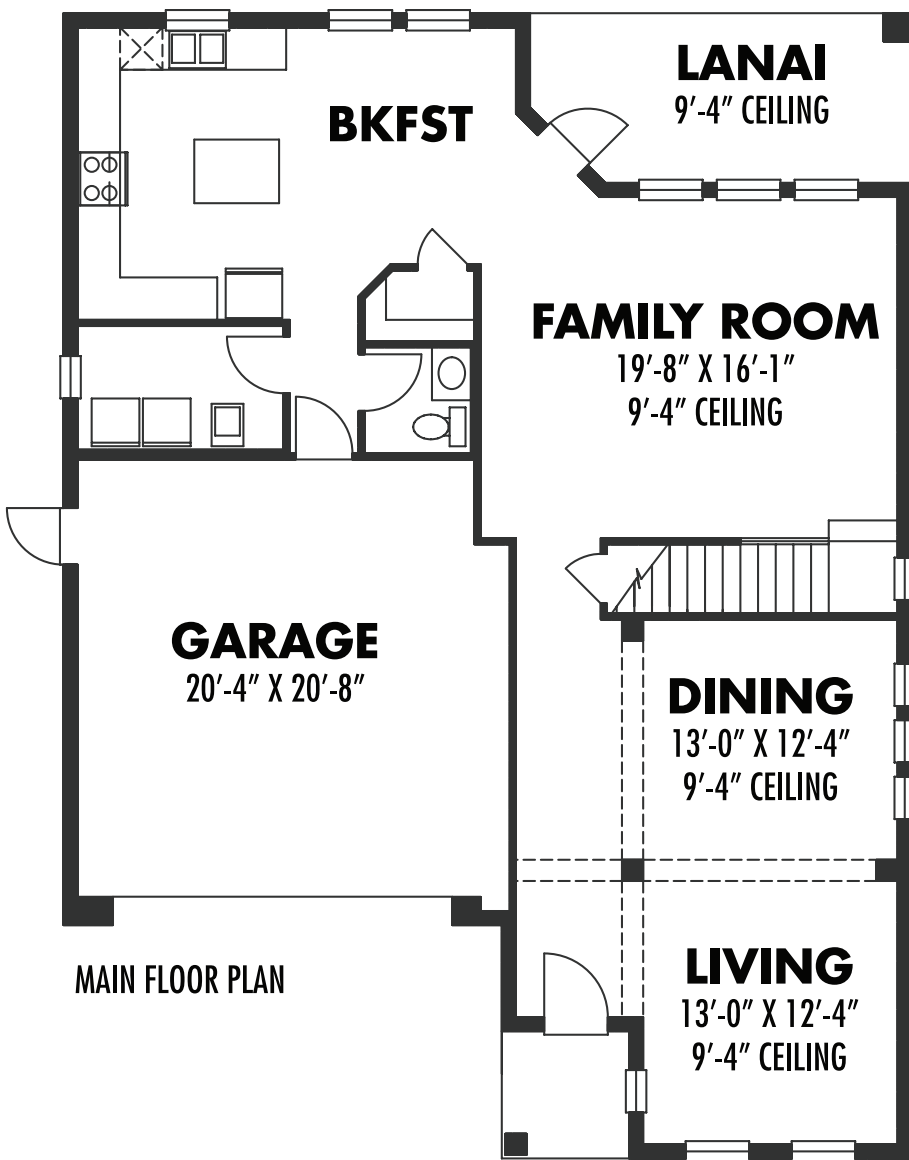 LANAI
9'-4" CEILING
BKFST
FAMILY ROOM
19'-8" X 16'-1"
9'-4" CEILING
GARAGE
20'-4" X 20'-8"
DINING
13'-0" X 12'-4"
9'-4" CEILING
MAIN FLOOR PLAN
LIVING
13'-0" X 12'-4"
9'-4" CEILING